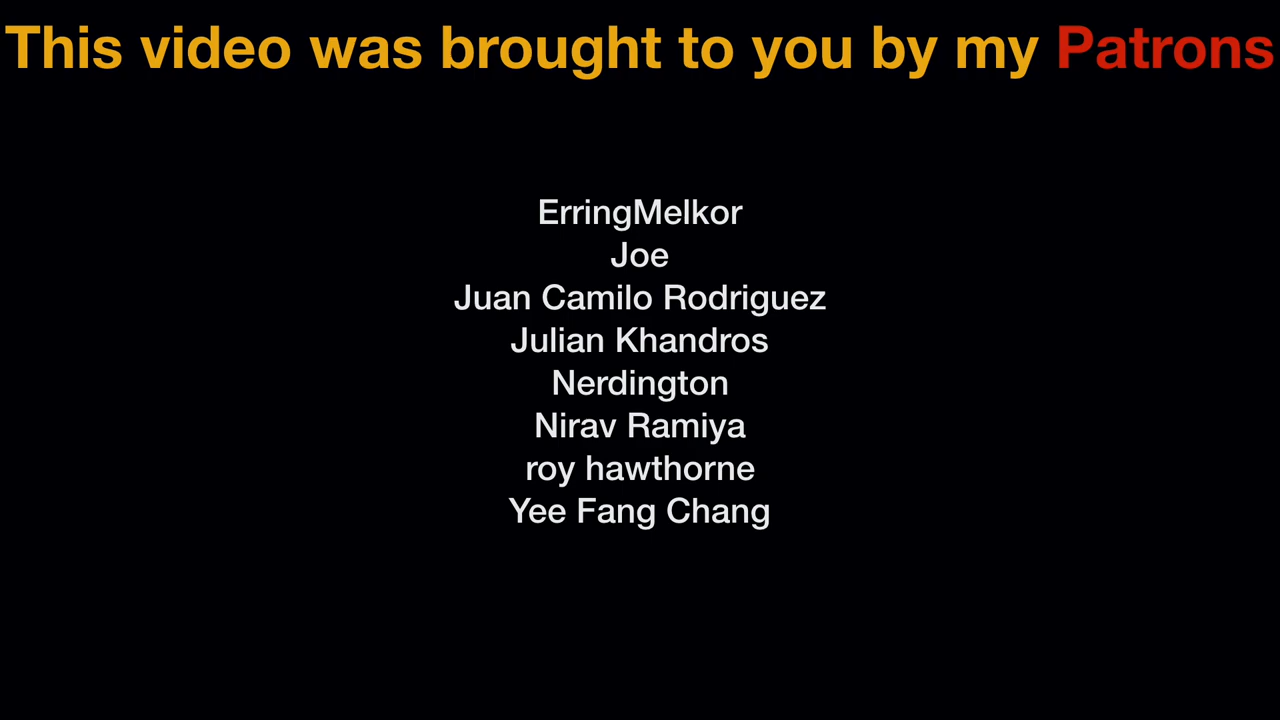 This video was brought to you by my Patrons
ErringMelkor
Joe
Juan Camilo Rodriguez
Julian Khandros
Nerdington
Nirav Ramiya
roy hawthorne
Yee Fang Chang